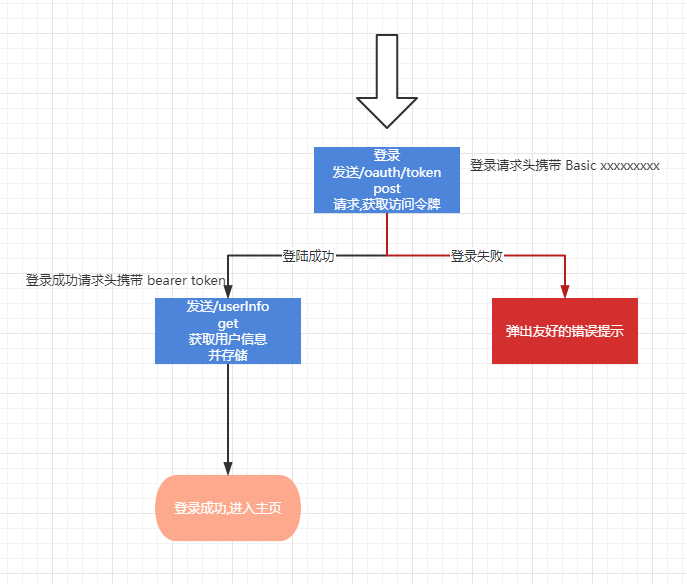 登录
发送/oauth/token
post
请求,获取访问令牌
登录请求头携带 Basic xxxxxxxxx
登陆成功
登录失败
登录成功请求头携带 bearer token
发送/userInfo
get
获取用户信息
并存储
弹出友好的错误提示
登录成功,进入主页